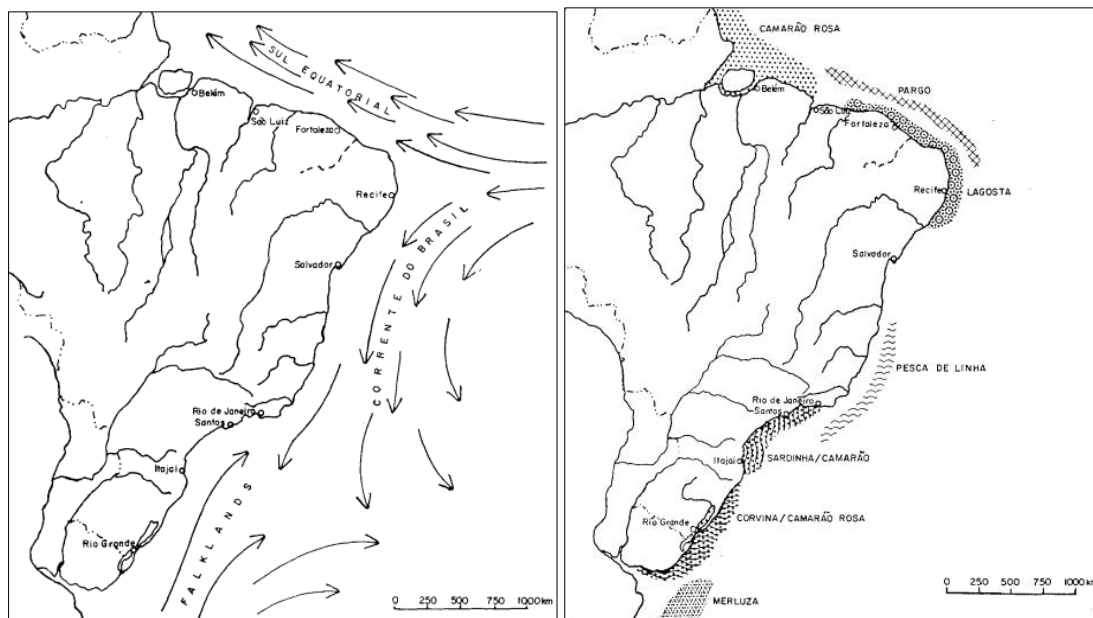 SUL EQUATORIAL
Belém
São Luiz
Fortaleza
Recife
CORRENTE DO BRASIL
Salvador
Rio de Janeiro
Santos
Itajaí
FALKLANDS
Rio Grande
0 250 500 750 1000 km
CAMARÃO ROSA
PARGO
Belém
São Luiz
Fortaleza
Recife
LAGOSTA
Salvador
PESCA DE LINHA
Rio de Janeiro
Santos
Itajaí
SARDINHA/CAMARÃO
CORVINA/CAMARÃO ROSA
Rio Grande
MERLUZA
0 250 500 750 1000 km